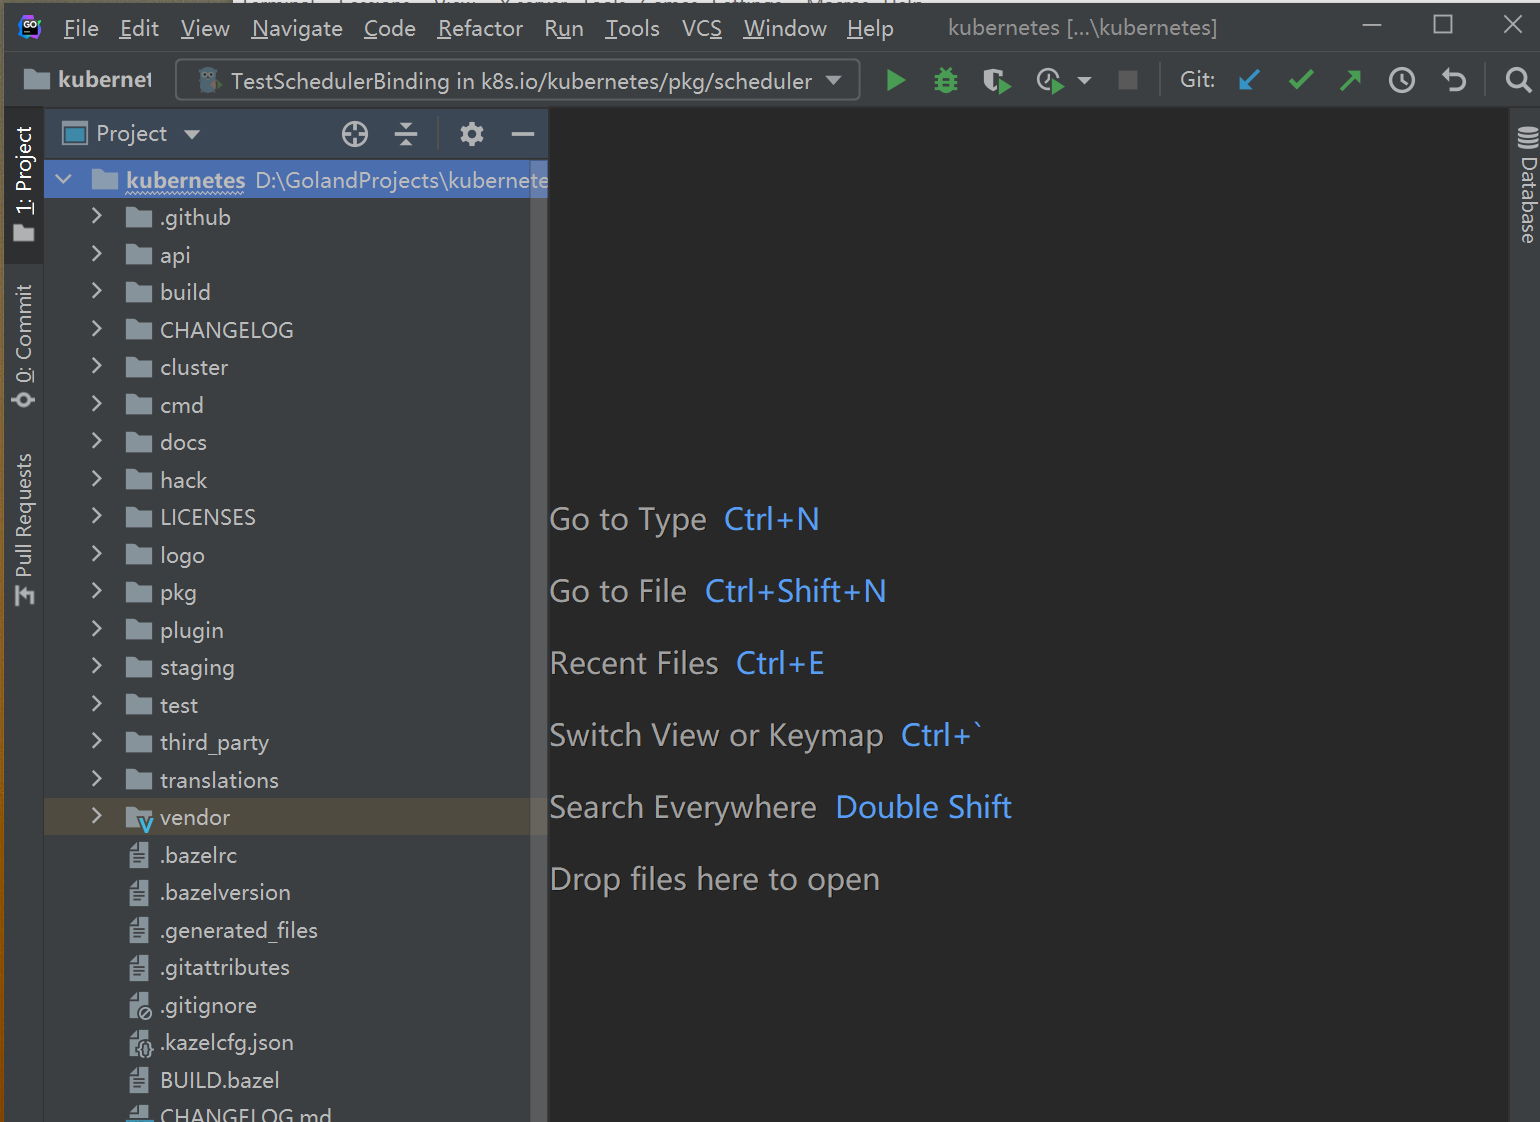 File Edit View Navigate Code Refactor Run Tools VCS Window Help kubernetes [...\kubernetes]
kubernet TestSchedulerBinding in k8s.io/kubernetes/pkg/scheduler Git:
Project
1: Project
0: Commit
Pull Requests
kubernetes D:\GolandProjects\kubernete
.github
api
build
CHANGELOG
cluster
cmd
docs
hack
LICENSES
logo
pkg
plugin
staging
test
third_party
translations
vendor
.bazelrc
.bazelversion
.generated_files
.gitattributes
.gitignore
.kazelcfg.json
BUILD.bazel
CHANGELOG.md
Go to Type Ctrl+N
Go to File Ctrl+Shift+N
Recent Files Ctrl+E
Switch View or Keymap Ctrl+`
Search Everywhere Double Shift
Drop files here to open
Database